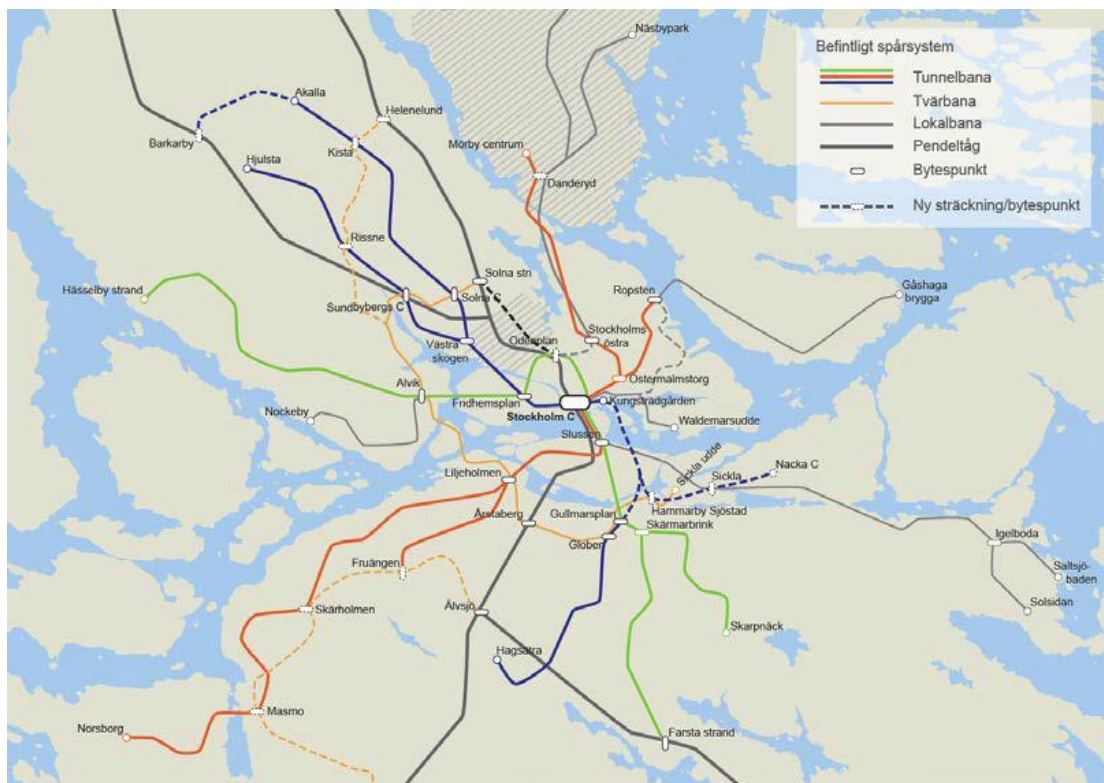 Näsbypark
Befintligt spårsystem
Tunnelbana
Tvärbana
Lokalbana
Pendeltåg
Bytespunkt
Ny sträckning/bytespunkt
Akalla
Helenelund
Barkarby
Kista
Hjulsta
Mörby centrum
Danderyd
Rissne
Solna stn
Hässelby strand
Sundbybergs C
Solna C
Ropsten
Gåshaga
brygga
Västra
skogen
Odenplan
Stockholms
östra
Östermalmstorg
Alvik
Fridhemsplan
Stockholm C
Kungsträdgården
Nockeby
Waldemarsudde
Slussen
Sickla udde
Sickla
Nacka C
Liljeholmen
Årstaberg
Gullmarsplan
Hammarby Sjöstad
Skärmarbrink
Globen
Igelboda
Fruängen
Saltsjö-
baden
Skärholmen
Älvsjö
Solsidan
Skarpnäck
Hagsätra
Masmo
Norsborg
Farsta strand